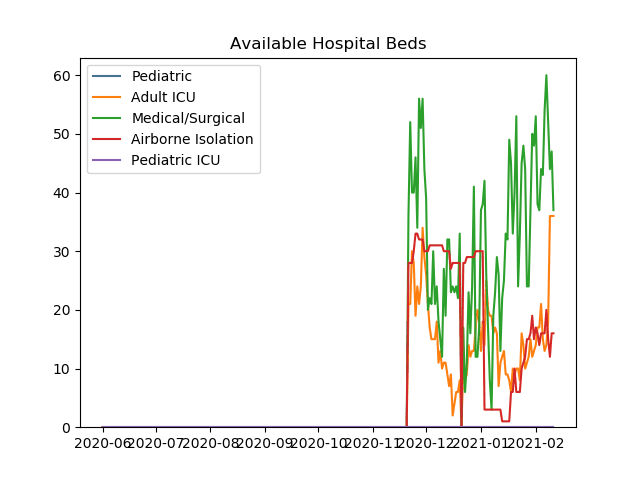 Available Hospital Beds
Pediatric
Adult ICU
Medical/Surgical
Airborne Isolation
Pediatric ICU
60
50
40
30
20
10
0
2020-06 2020-07 2020-08 2020-09 2020-10 2020-11 2020-12 2021-01 2021-02